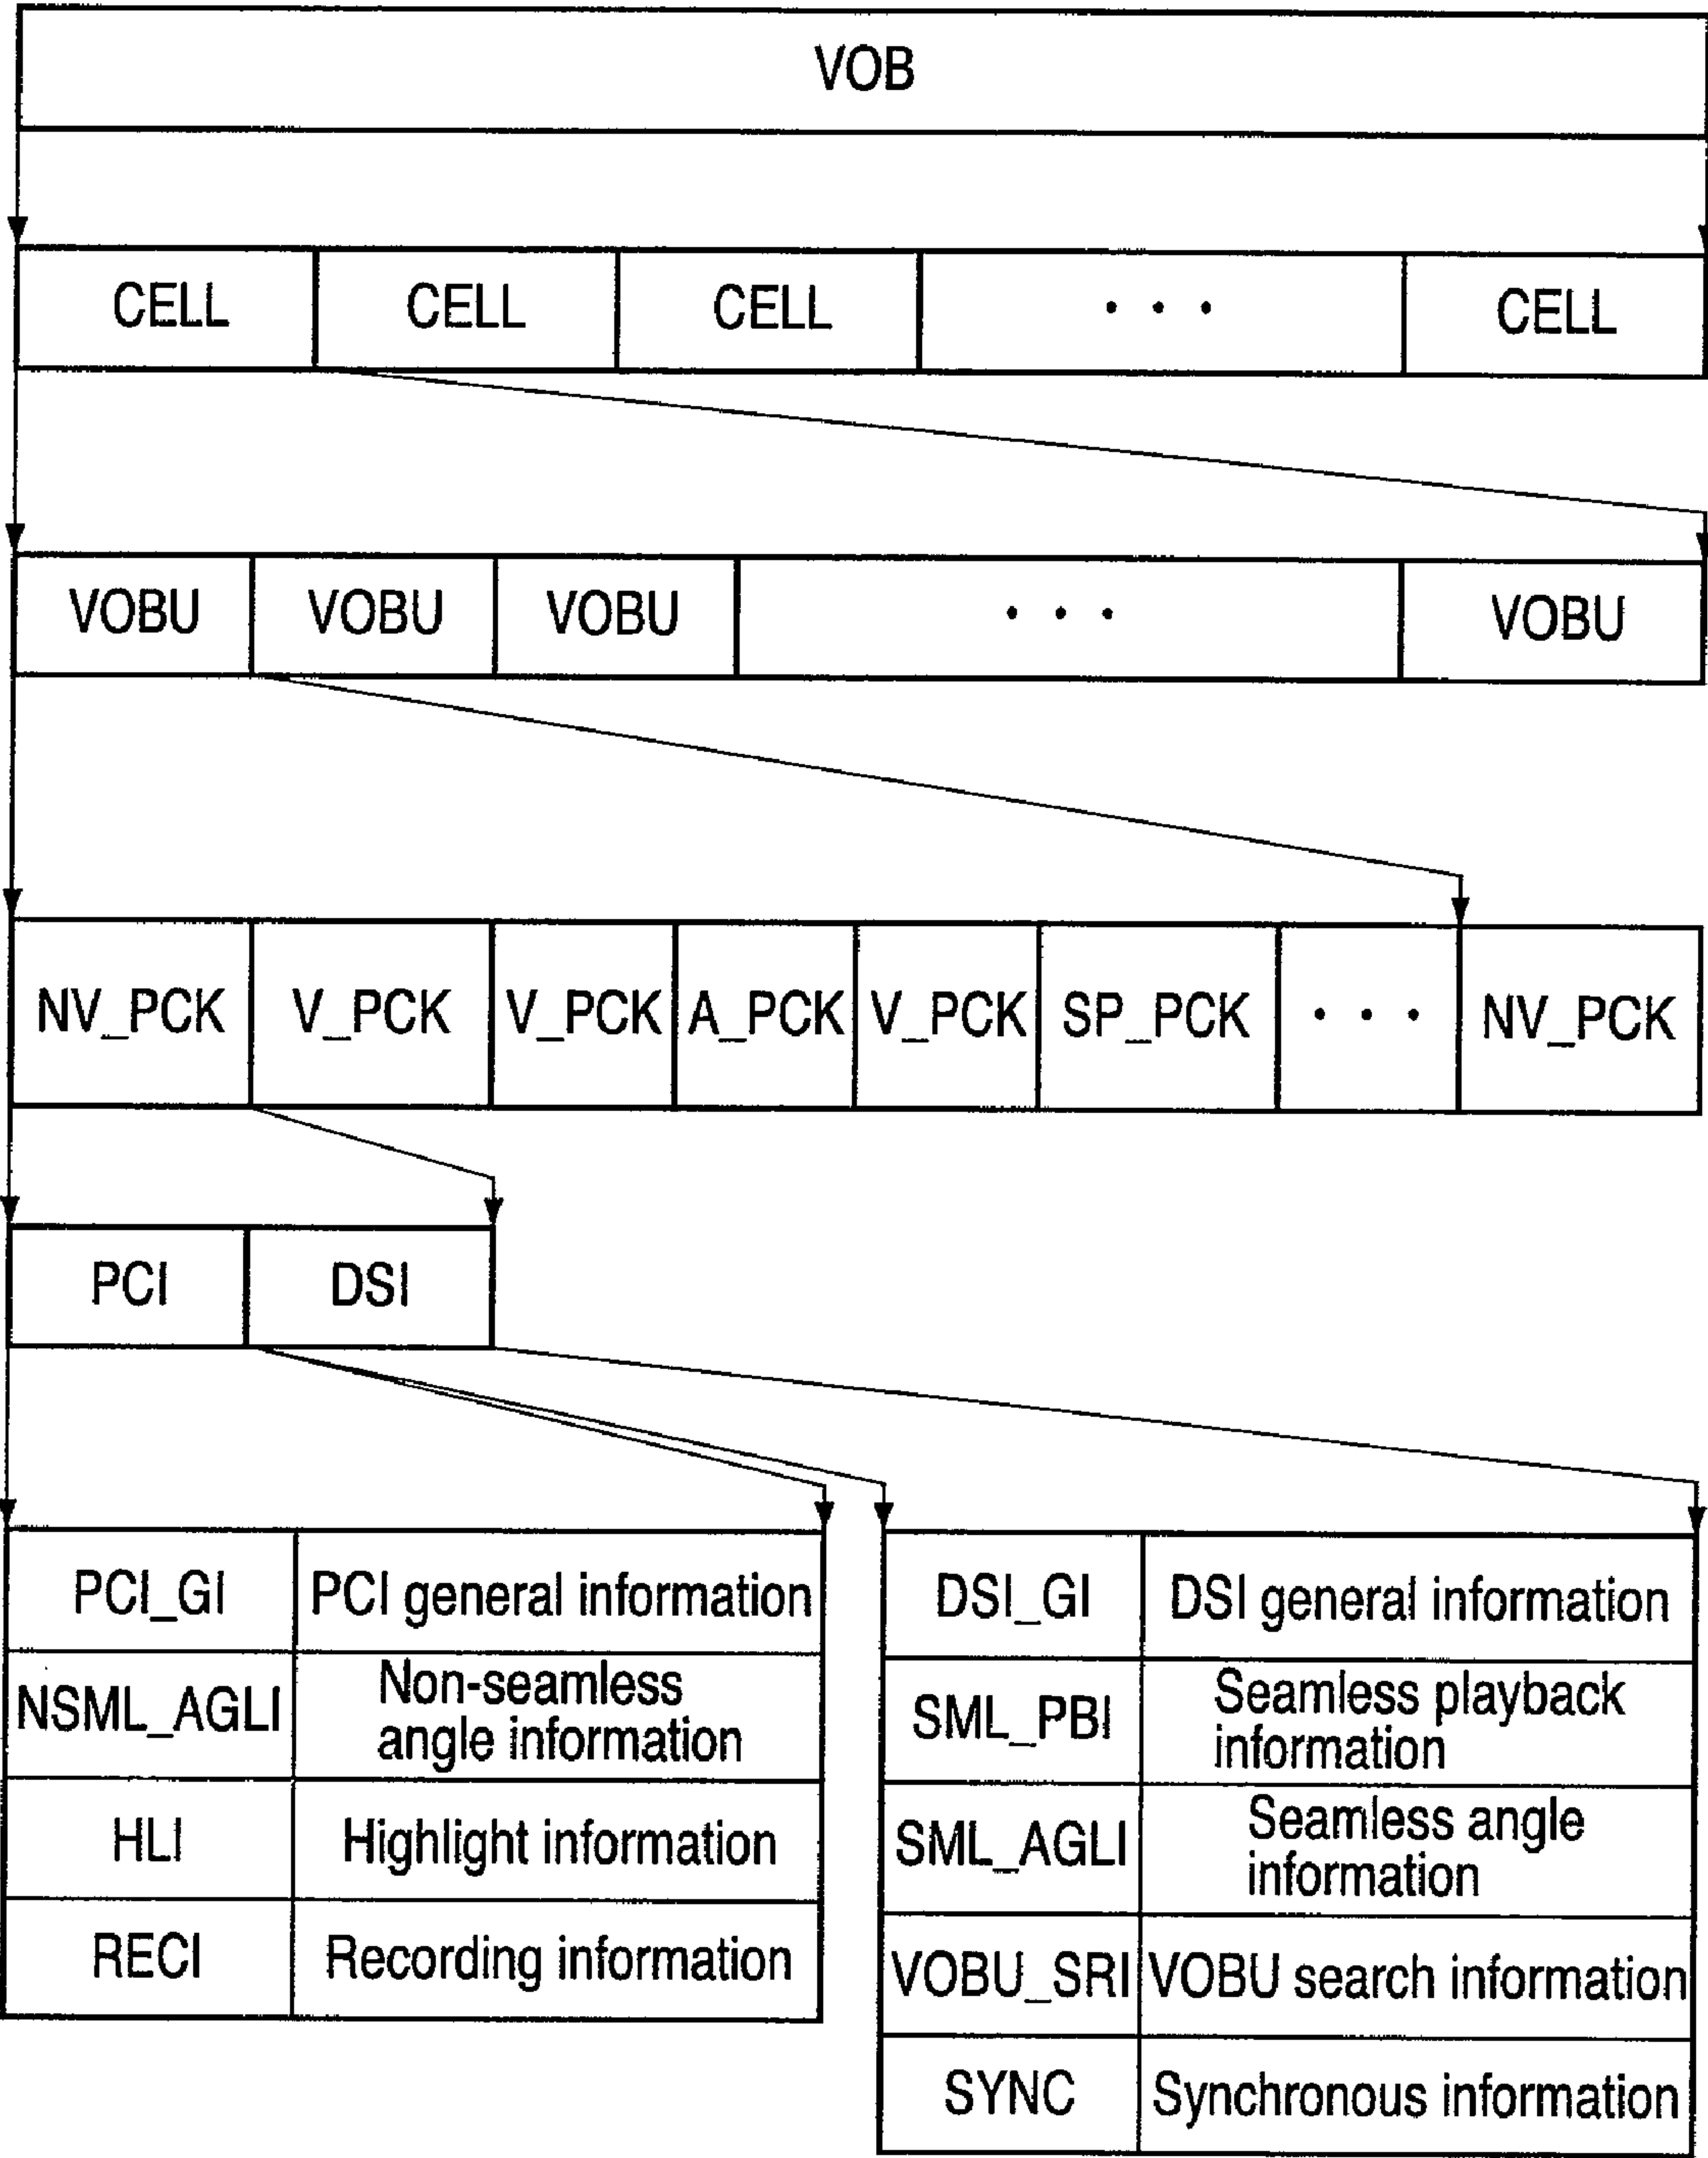 VOB
CELL CELL CELL . . . CELL
VOBU VOBU VOBU . . . VOBU
NV_PCK V_PCK V_PCK A_PCK V_PCK SP_PCK . . . NV_PCK
PCI DSI
PCI_GI PCI general information
NSML_AGLI Non-seamless
angle information
HLI Highlight information
RECI Recording information
DSI_GI DSI general information
SML_PBI Seamless playback
information
SML_AGLI Seamless angle
information
VOBU_SRI VOBU search information
SYNC Synchronous information